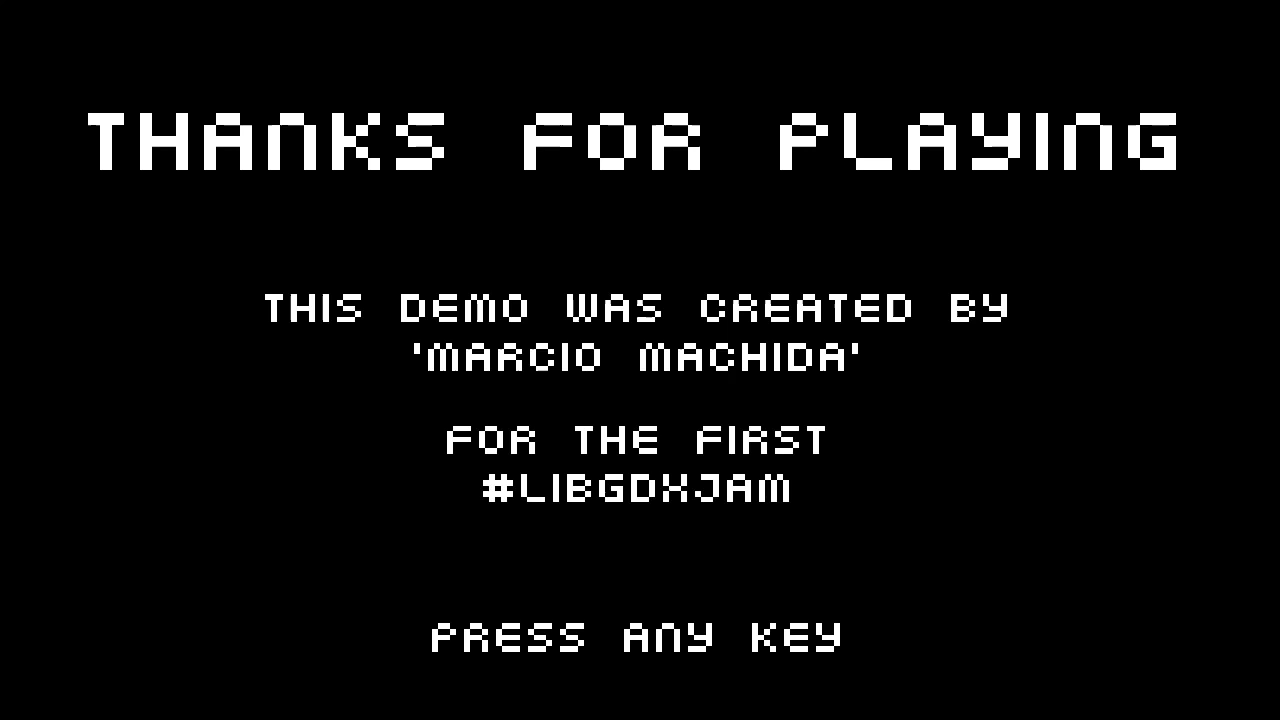 THANKS FOR PLAYING
THIS DEMO WAS CREATED BY
'MARCIO MACHIDA'
FOR THE FIRST
#LIBGDXJAM
PRESS ANY KEY